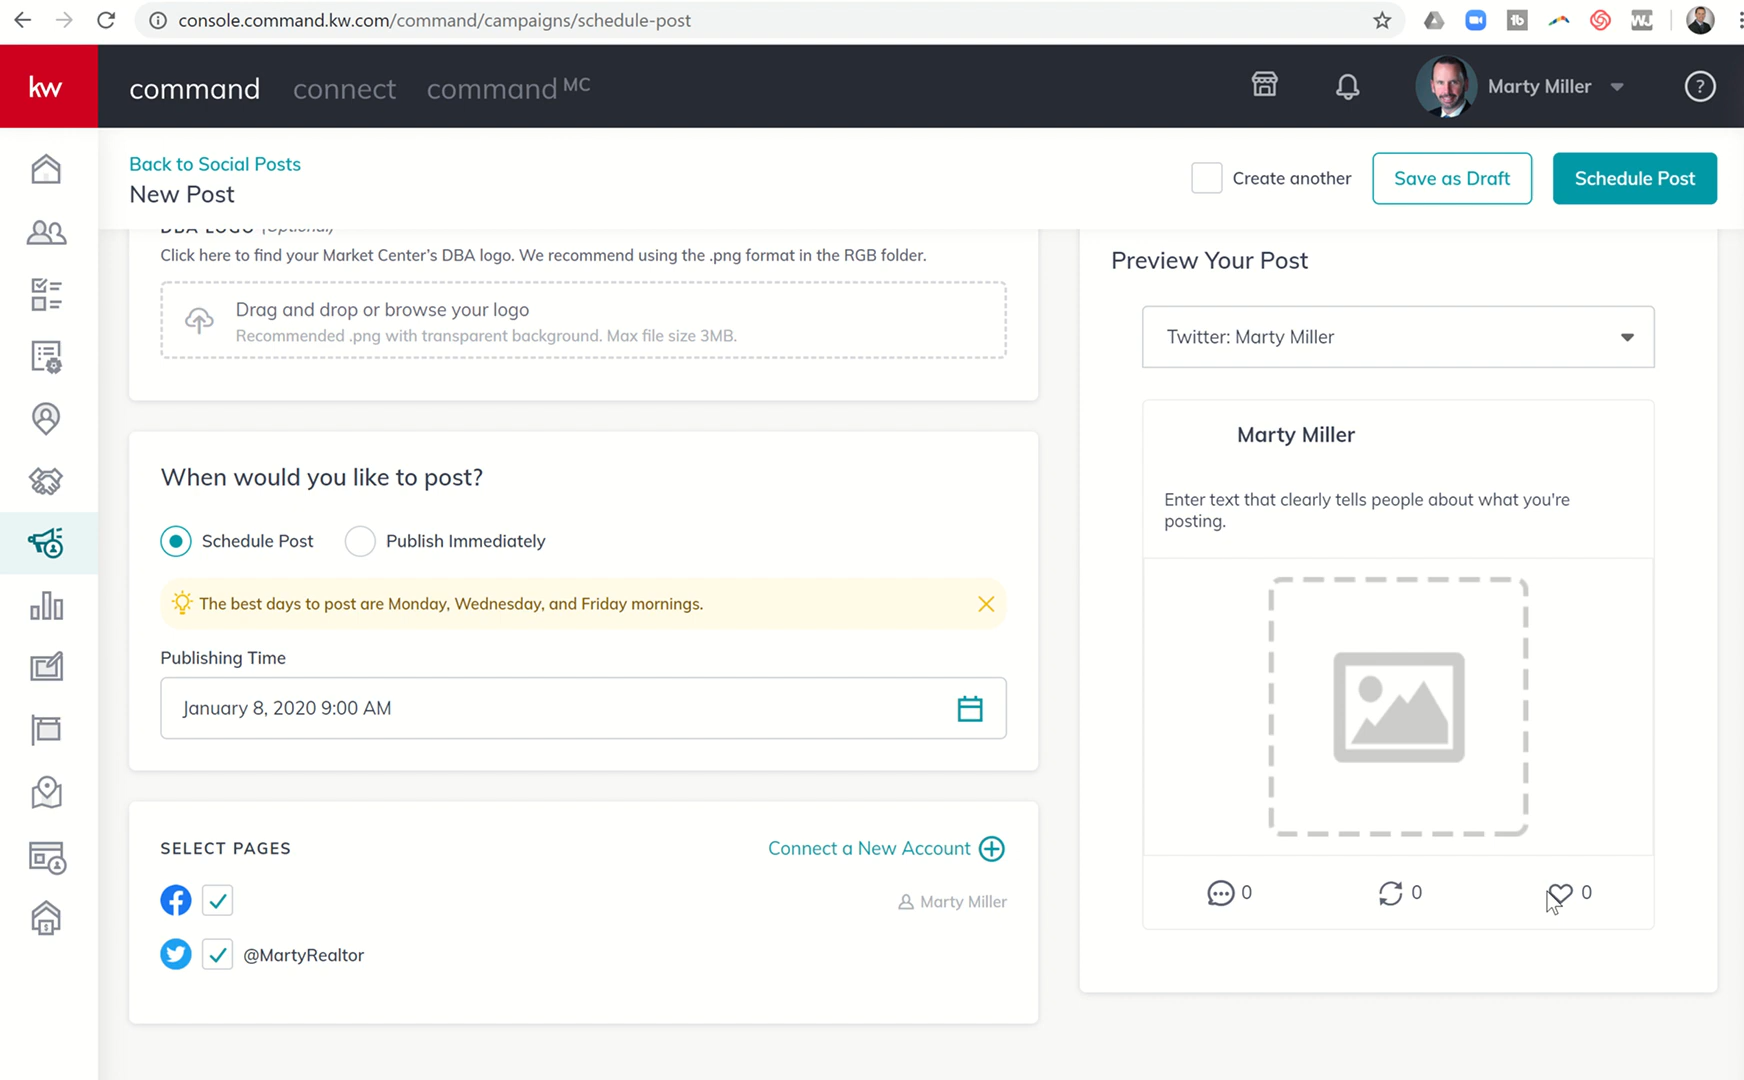 console.command.kw.com/command/campaigns/schedule-post
kw
command
connect
command MC
Marty Miller
Back to Social Posts
New Post
Create another
Save as Draft
Schedule Post
DBA LOGO (Optional)
Click here to find your Market Center's DBA logo. We recommend using the .png format in the RGB folder.
Drag and drop or browse your logo
Recommended .png with transparent background. Max file size 3MB.
When would you like to post?
Schedule Post
Publish Immediately
The best days to post are Monday, Wednesday, and Friday mornings.
Publishing Time
January 8, 2020 9:00 AM
SELECT PAGES
Connect a New Account
Marty Miller
@MartyRealtor
Preview Your Post
Twitter: Marty Miller
Marty Miller
Enter text that clearly tells people about what you're
posting.
0
0
0